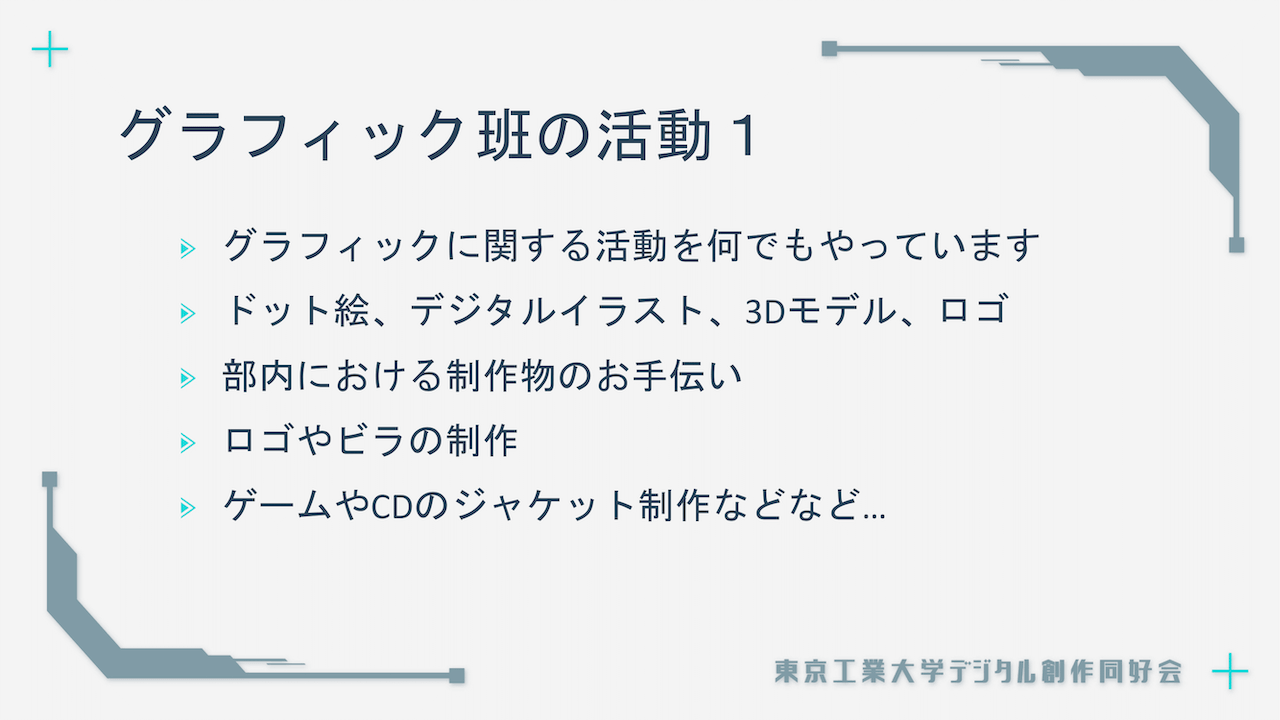 グラフィック班の活動１
グラフィックに関する活動を何でもやっています
ドット絵、デジタルイラスト、3Dモデル、ロゴ
部内における制作物のお手伝い
ロゴやビラの制作
ゲームやCDのジャケット制作などなど…
東京工業大学デジタル創作同好会